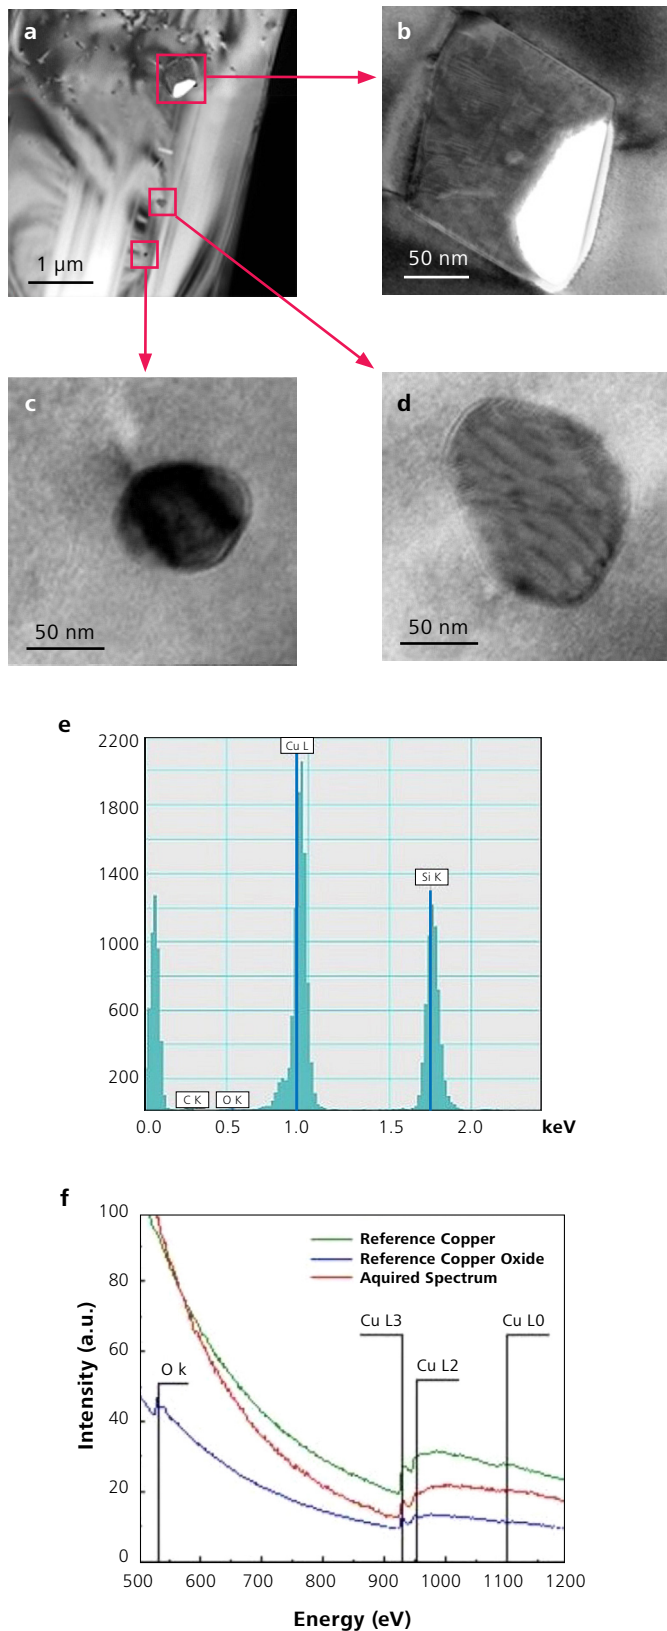 a
1 µm
b
50 nm
c
50 nm
d
50 nm
e
2200
1800
1400
1000
600
200
Cu L
Si K
C K
O K
0.0 0.5 1.0 1.5 2.0 keV
f
100
80
60
40
20
0
Intensity (a.u.)
Reference Copper
Reference Copper Oxide
Aquired Spectrum
Cu L3
Cu L0
Cu L2
O k
500 600 700 800 900 1000 1100 1200
Energy (eV)